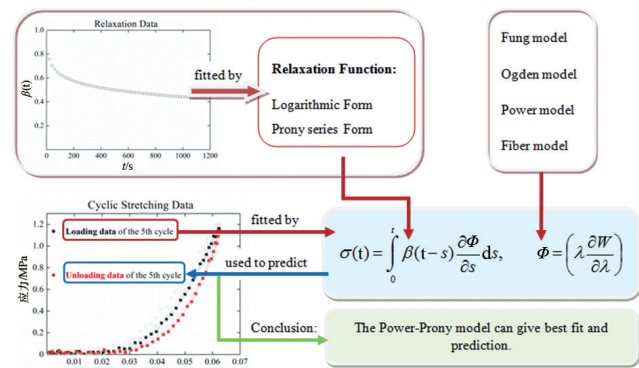 Relaxation Data
1.0
0.8
0.6
0.4
0.2
β(t)
0 200 400 600 800 1000 1200
t/s
fitted by
Relaxation Function:
Logarithmic Form
Prony series Form
Fung model
Ogden model
Power model
Fiber model
Cyclic Stretching Data
1.2
1.0
0.8
0.6
0.4
0.2
0
应力/MPa
Loading data of the 5th cycle
Unloading data of the 5th cycle
0.01 0.02 0.03 0.04 0.05 0.06 0.07
fitted by
used to predict
σ(t) = ∫₀ᵗ β(t−s) ∂Φ/∂s ds, Φ = (λ ∂W/∂λ)
Conclusion:
The Power-Prony model can give best fit and
prediction.